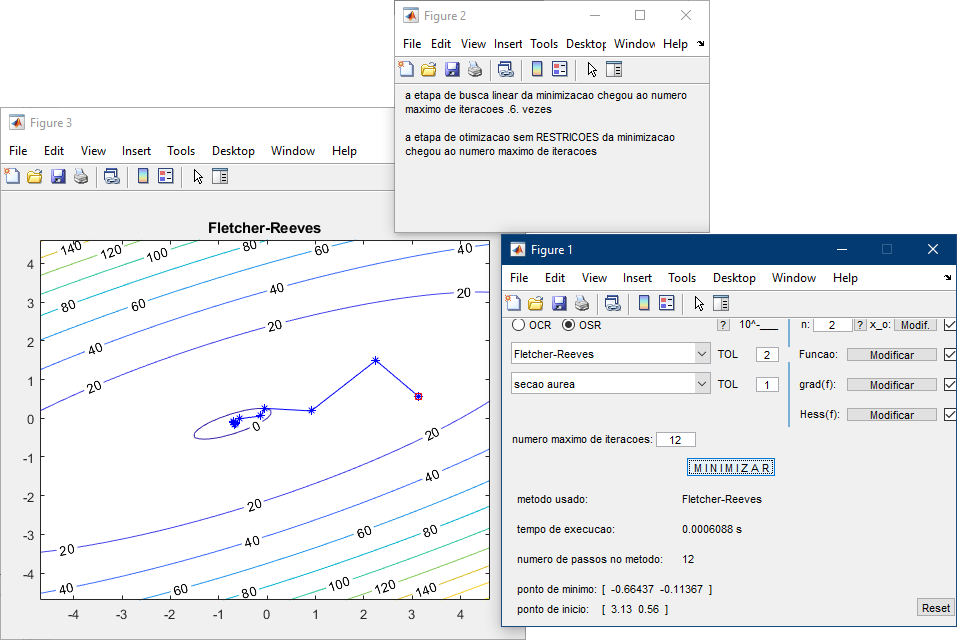 Figure 2
File Edit View Insert Tools Desktop Window Help
a etapa de busca linear da minimizacao chegou ao numero
maximo de iteracoes .6. vezes
a etapa de otimizacao sem RESTRICOES da minimizacao
chegou ao numero maximo de iteracoes
Figure 3
File Edit View Insert Tools Desktop Window Help
Fletcher-Reeves
140 120 100 80 60 40
80 60 40 20
40 20
20
0
20
20 40
20 40 60 80
40 60 80 100 120 140
4
3
2
1
0
-1
-2
-3
-4
-4 -3 -2 -1 0 1 2 3 4
Figure 1
File Edit View Insert Tools Desktop Window Help
OCR OSR ? 10^-___ n: 2 ? x_o: Modif.
Fletcher-Reeves TOL 2 Funcao: Modificar
secao aurea TOL 1 grad(f): Modificar
Hess(f): Modificar
numero maximo de iteracoes: 12
M I N I M I Z A R
metodo usado: Fletcher-Reeves
tempo de execucao: 0.0006088 s
numero de passos no metodo: 12
ponto de minimo: [ -0.66437 -0.11367 ]
ponto de inicio: [ 3.13 0.56 ]
Reset